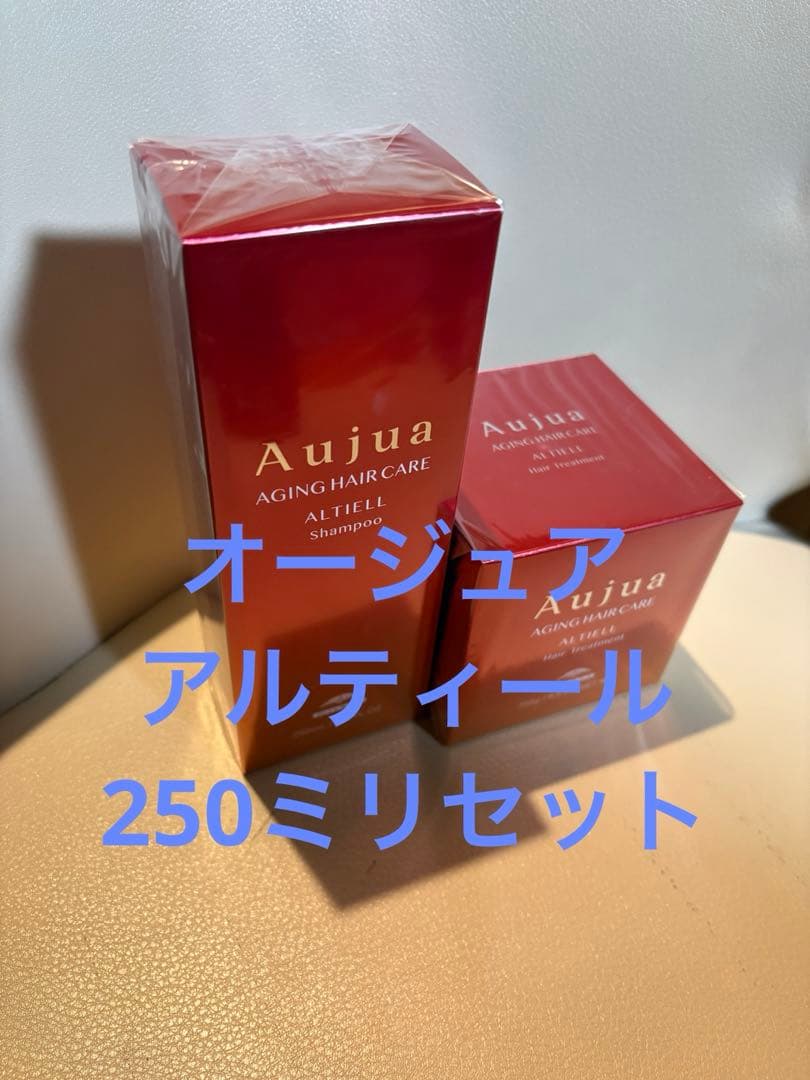 Aujua
AGING HAIR CARE
ALTIELL
Shampoo
Aujua
AGING HAIR CARE
ALTIELL
Hair Treatment
Aujua
AGING HAIR CARE
ALTIELL
Hair Treatment
オージュア
アルティール
250ミリセット